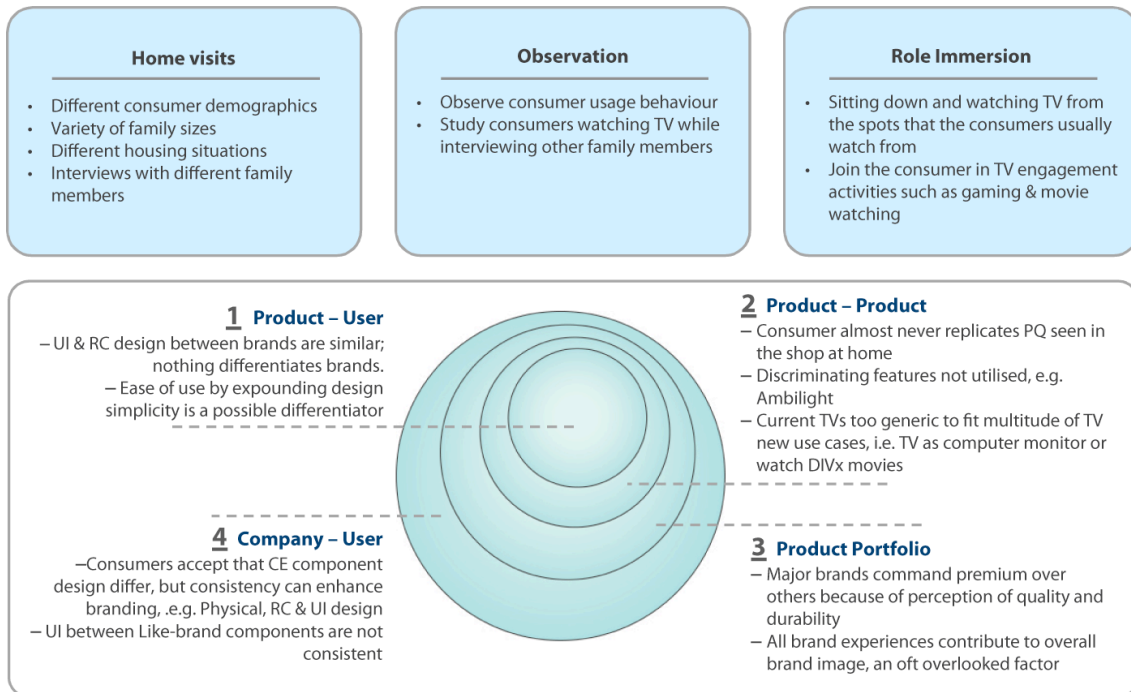 Home visits
• Different consumer demographics
• Variety of family sizes
• Different housing situations
• Interviews with different family
members
Observation
• Observe consumer usage behaviour
• Study consumers watching TV while
interviewing other family members
Role Immersion
• Sitting down and watching TV from
the spots that the consumers usually
watch from
• Join the consumer in TV engagement
activities such as gaming & movie
watching
1 Product – User
– UI & RC design between brands are similar;
nothing differentiates brands.
– Ease of use by expounding design
simplicity is a possible differentiator
2 Product – Product
– Consumer almost never replicates PQ seen in
the shop at home
– Discriminating features not utilised, e.g.
Ambilight
– Current TVs too generic to fit multitude of TV
new use cases, i.e. TV as computer monitor or
watch DIVx movies
4 Company – User
–Consumers accept that CE component
design differ, but consistency can enhance
branding, .e.g. Physical, RC & UI design
– UI between Like-brand components are not
consistent
3 Product Portfolio
– Major brands command premium over
others because of perception of quality and
durability
– All brand experiences contribute to overall
brand image, an oft overlooked factor